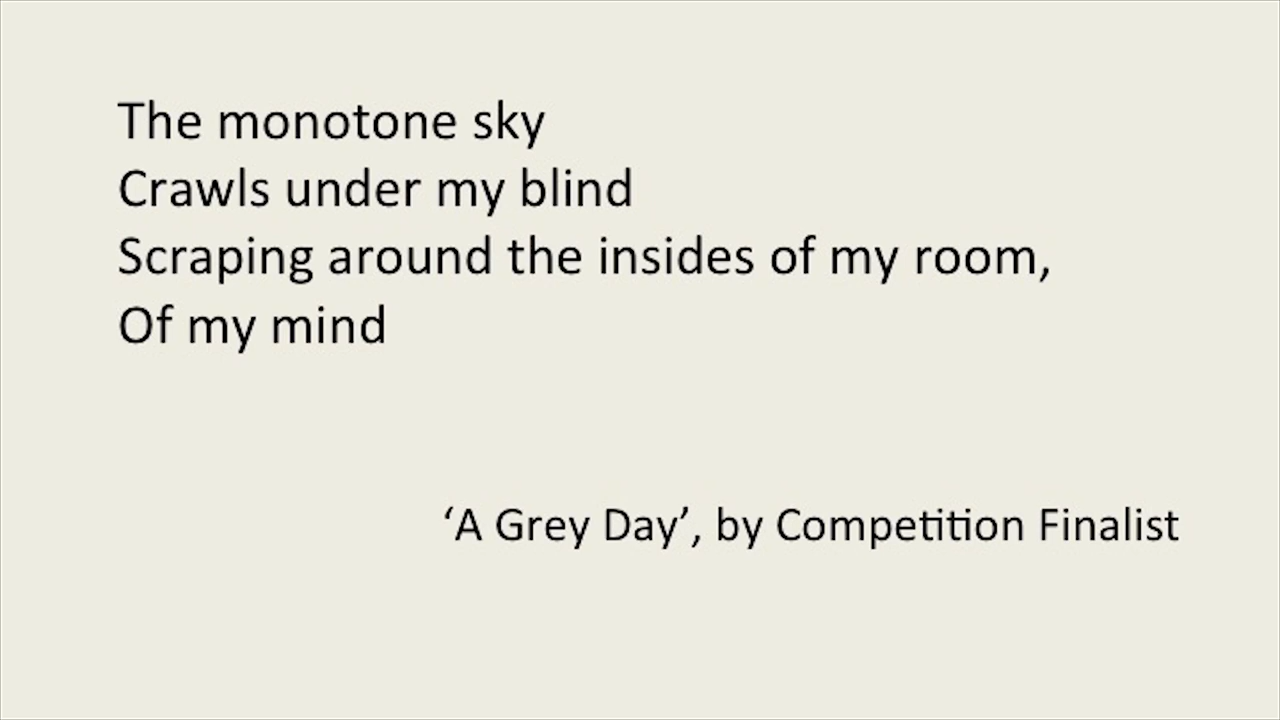 The monotone sky
Crawls under my blind
Scraping around the insides of my room,
Of my mind
‘A Grey Day’, by Competition Finalist